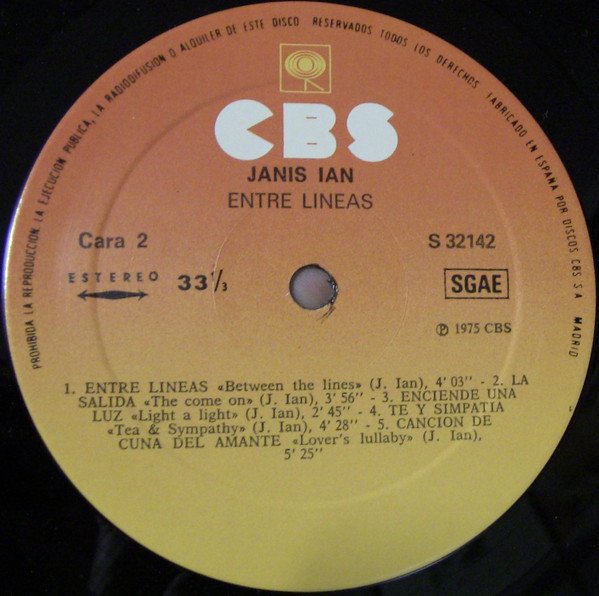 PROHIBIDA LA REPRODUCCION, LA EJECUCION PUBLICA, LA RADIODIFUSION O ALQUILER DE ESTE DISCO   RESERVADOS TODOS LOS DERECHOS.   FABRICADO EN ESPAÑA POR DISCOS CBS S A   MADRID
CBS
JANIS IAN
ENTRE LINEAS
Cara 2
S 32142
ESTEREO
33⅓
SGAE
℗ 1975 CBS
1. ENTRE LINEAS «Between the lines» (J. Ian), 4' 03'' - 2. LA
SALIDA «The come on» (J. Ian), 3' 56'' - 3. ENCIENDE UNA
LUZ «Light a light» (J. Ian), 2' 45'' - 4. TE Y SIMPATIA
«Tea & Sympathy» (J. Ian), 4' 28'' - 5. CANCION DE
CUNA DEL AMANTE «Lover's lullaby» (J. Ian),
5' 25''